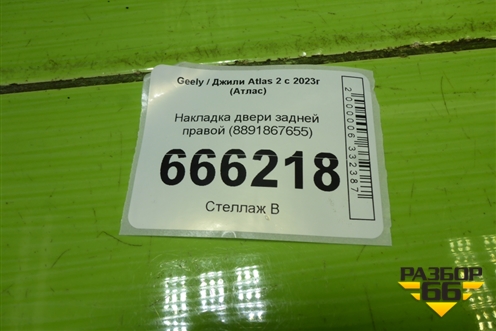 Geely / Джили Atlas 2 с 2023г
(Атлас)
Накладка двери задней
правой (8891867655)
666218
Стеллаж В
2000006332387
РАЗБОР
66